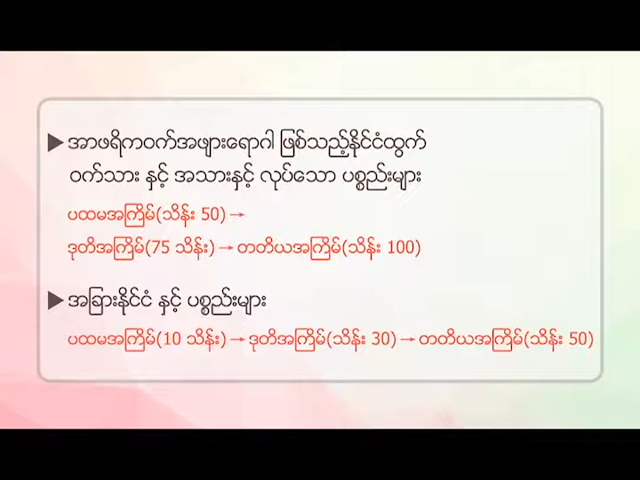 ▶ အာဖရိကဝက်အဖျားရောဂါ ဖြစ်သည့်နိုင်ငံထွက်
ဝက်သား နှင့် အသားနှင့် လုပ်သော ပစ္စည်းများ
ပထမအကြိမ်(သိန်း 50) →
ဒုတိအကြိမ်(75 သိန်း) → တတိယအကြိမ်(သိန်း 100)
▶ အခြားနိုင်ငံ နှင့် ပစ္စည်းများ
ပထမအကြိမ်(10 သိန်း) → ဒုတိအကြိမ်(သိန်း 30) → တတိယအကြိမ်(သိန်း 50)